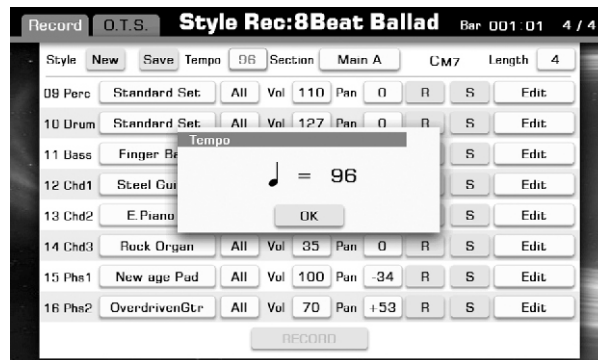 Record O.T.S. Style Rec:8Beat Ballad Bar 001:01 4/4
Style New Save Tempo 96 Section Main A CM7 Length 4
09 Perc Standard Set All Vol 110 Pan 0 R S Edit
10 Drum Standard Set All Vol 127 Pan 0 R S Edit
Tempo
11 Bass Finger S Edit
♩ = 96
12 Chd1 Steel S Edit
13 Chd2 E.Piano S Edit
OK
14 Chd3 Rock Organ All Vol 35 Pan 0 R S Edit
15 Phs1 New age Pad All Vol 100 Pan -34 R S Edit
16 Phs2 OverdrivenGtr All Vol 70 Pan +53 R S Edit
RECORD